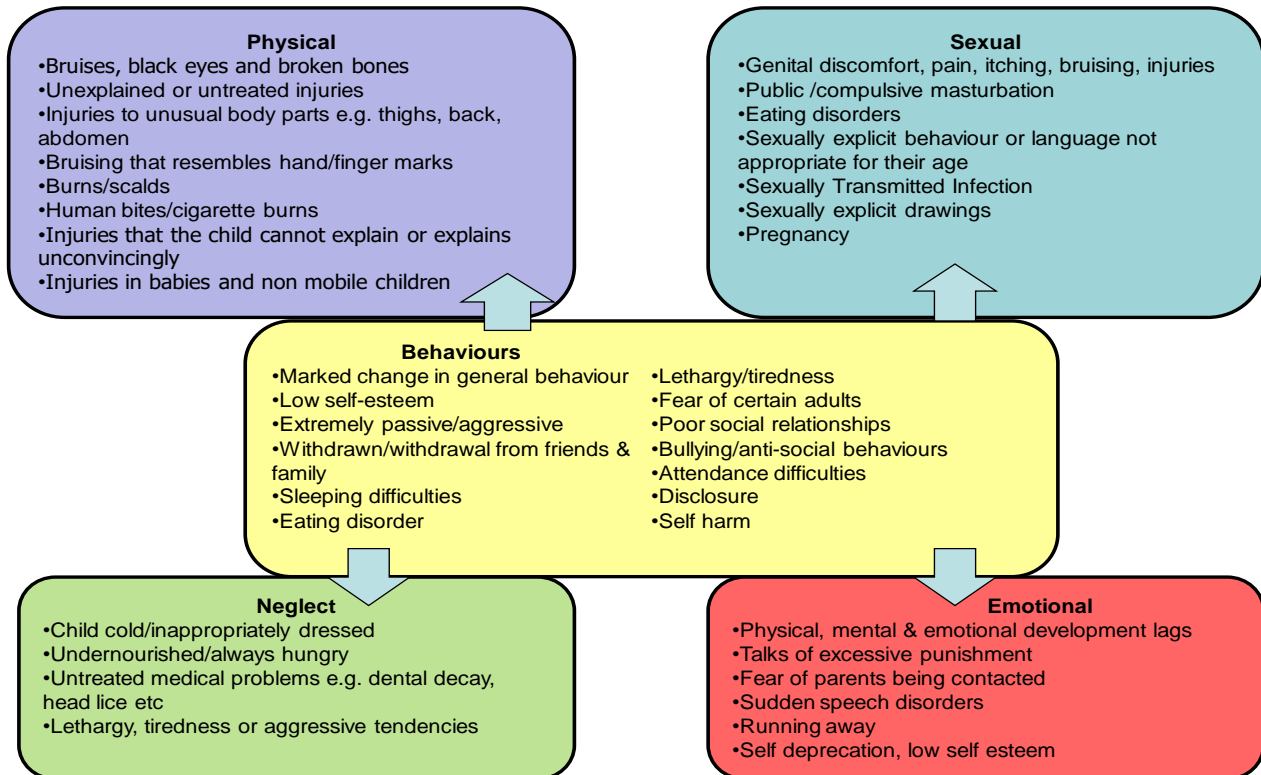 Physical
•Bruises, black eyes and broken bones
•Unexplained or untreated injuries
•Injuries to unusual body parts e.g. thighs, back,
abdomen
•Bruising that resembles hand/finger marks
•Burns/scalds
•Human bites/cigarette burns
•Injuries that the child cannot explain or explains
unconvincingly
•Injuries in babies and non mobile children
Sexual
•Genital discomfort, pain, itching, bruising, injuries
•Public /compulsive masturbation
•Eating disorders
•Sexually explicit behaviour or language not
appropriate for their age
•Sexually Transmitted Infection
•Sexually explicit drawings
•Pregnancy
Behaviours
•Marked change in general behaviour
•Low self-esteem
•Extremely passive/aggressive
•Withdrawn/withdrawal from friends &
family
•Sleeping difficulties
•Eating disorder
•Lethargy/tiredness
•Fear of certain adults
•Poor social relationships
•Bullying/anti-social behaviours
•Attendance difficulties
•Disclosure
•Self harm
Neglect
•Child cold/inappropriately dressed
•Undernourished/always hungry
•Untreated medical problems e.g. dental decay,
head lice etc
•Lethargy, tiredness or aggressive tendencies
Emotional
•Physical, mental & emotional development lags
•Talks of excessive punishment
•Fear of parents being contacted
•Sudden speech disorders
•Running away
•Self deprecation, low self esteem